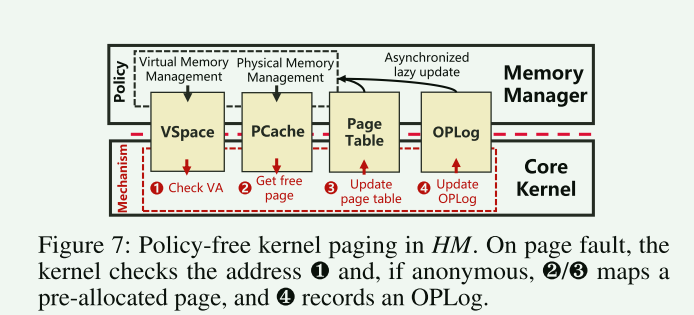 Policy
Virtual Memory
Management
Physical Memory
Management
Asynchronized
lazy update
Memory
Manager
VSpace
PCache
Page
Table
OPLog
Mechanism
❶ Check VA
❷ Get free
page
❸ Update
page table
❹ Update
OPLog
Core
Kernel
Figure 7: Policy-free kernel paging in HM. On page fault, the
kernel checks the address ❶ and, if anonymous, ❷/❸ maps a
pre-allocated page, and ❹ records an OPLog.